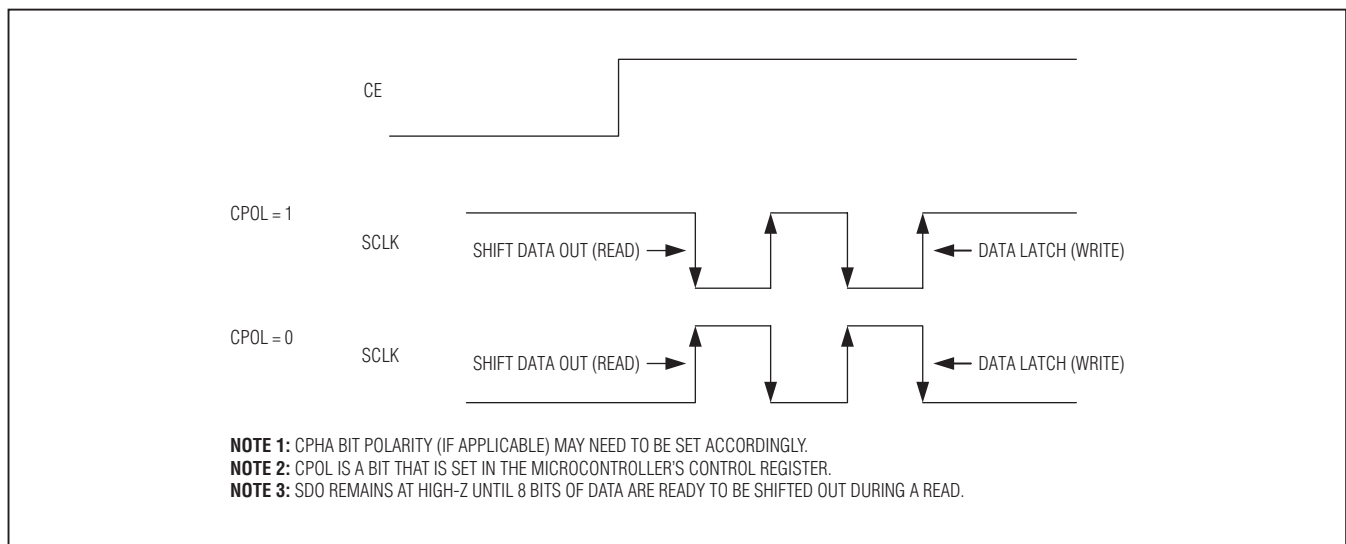 CE
CPOL = 1
SCLK
SHIFT DATA OUT (READ)
DATA LATCH (WRITE)
CPOL = 0
SCLK
SHIFT DATA OUT (READ)
DATA LATCH (WRITE)
NOTE 1: CPHA BIT POLARITY (IF APPLICABLE) MAY NEED TO BE SET ACCORDINGLY.
NOTE 2: CPOL IS A BIT THAT IS SET IN THE MICROCONTROLLER'S CONTROL REGISTER.
NOTE 3: SDO REMAINS AT HIGH-Z UNTIL 8 BITS OF DATA ARE READY TO BE SHIFTED OUT DURING A READ.